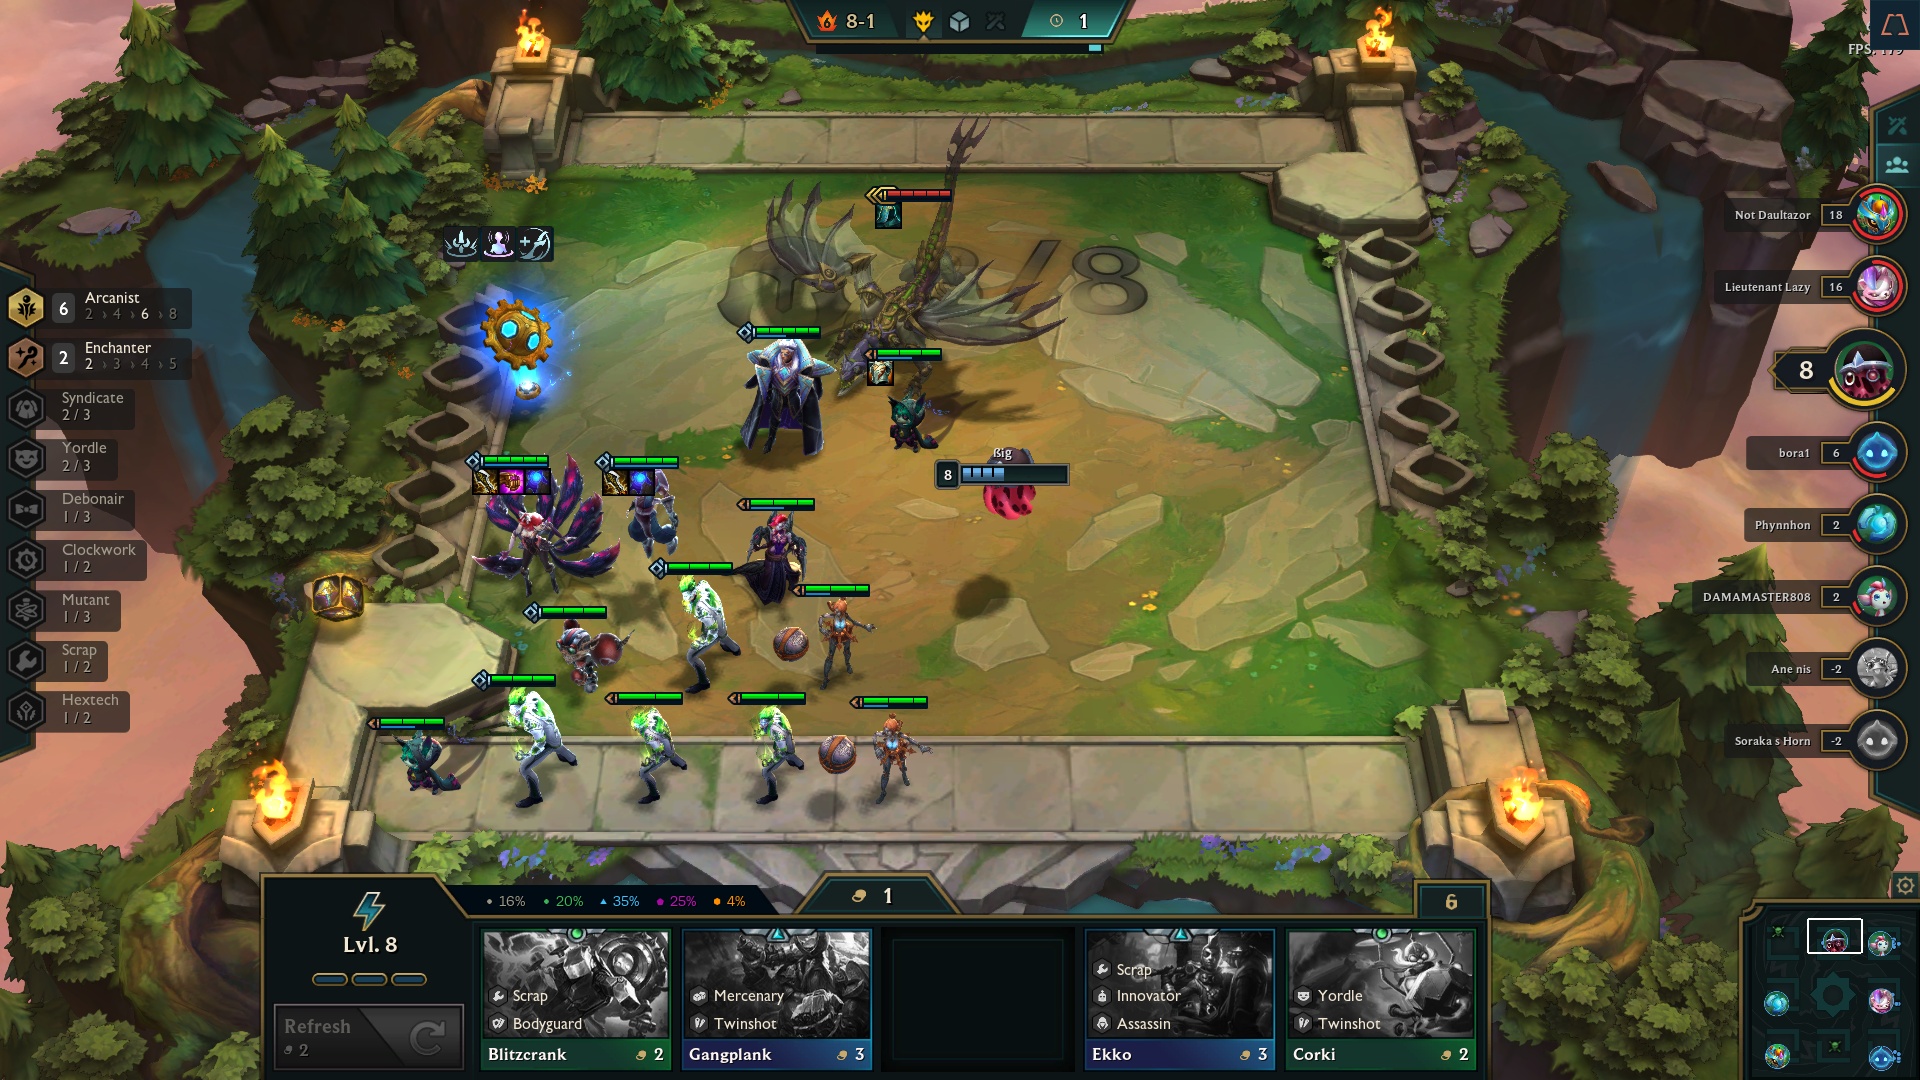 8-1
1
FPS: 179
8/8
6
Arcanist
2 › 4 › 6 › 8
2
Enchanter
2 › 3 › 4 › 5
Syndicate
2 / 3
Yordle
2 / 3
Debonair
1 / 3
Clockwork
1 / 2
Mutant
1 / 3
Scrap
1 / 2
Hextech
1 / 2
8
Not Daultazor 18
Lieutenant Lazy 16
8
bora1 6
Phynnhon 2
DAMAMASTER808 2
Ane nis -2
Soraka s Horn -2
Lvl. 8
Refresh
2
16% 20% 35% 25% 4%
1
6
Scrap
Bodyguard
Blitzcrank 2
Mercenary
Twinshot
Gangplank 3
Scrap
Innovator
Assassin
Ekko 3
Yordle
Twinshot
Corki 2